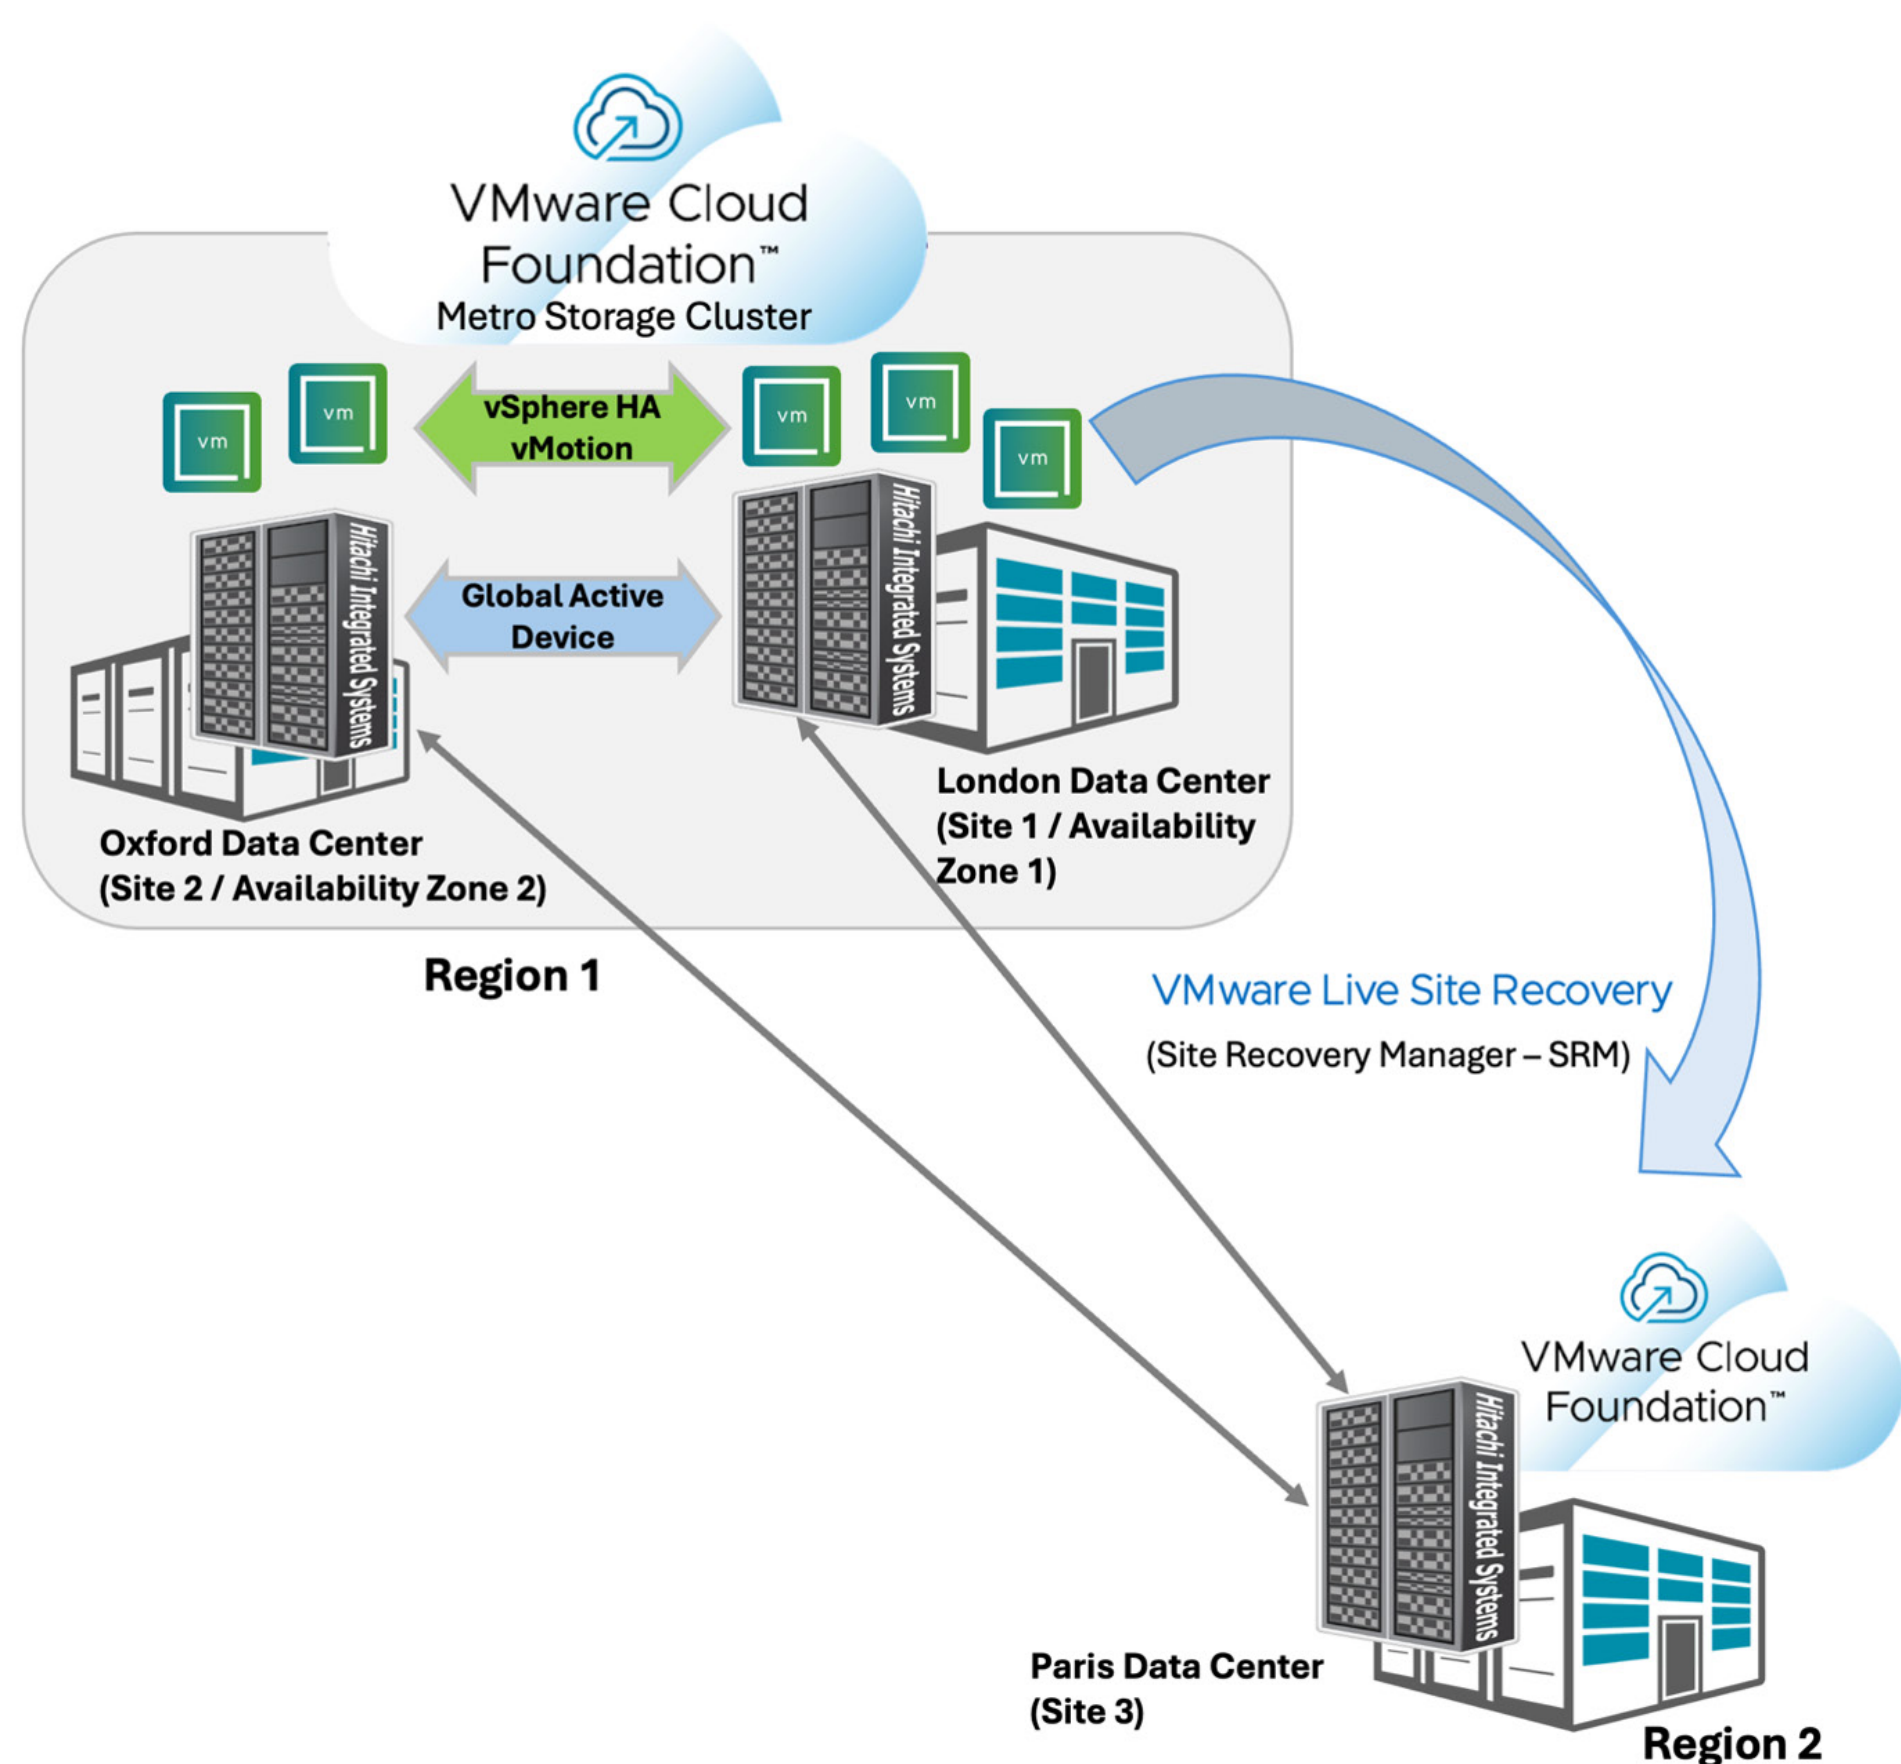 VMware Cloud
Foundation™
Metro Storage Cluster
vm
vm
vSphere HA
vMotion
vm
vm
vm
Hitachi Integrated Systems
Global Active
Device
Hitachi Integrated Systems
London Data Center
(Site 1 / Availability
Zone 1)
Oxford Data Center
(Site 2 / Availability Zone 2)
Region 1
VMware Live Site Recovery
(Site Recovery Manager – SRM)
VMware Cloud
Foundation™
Hitachi Integrated Systems
Paris Data Center
(Site 3)
Region 2